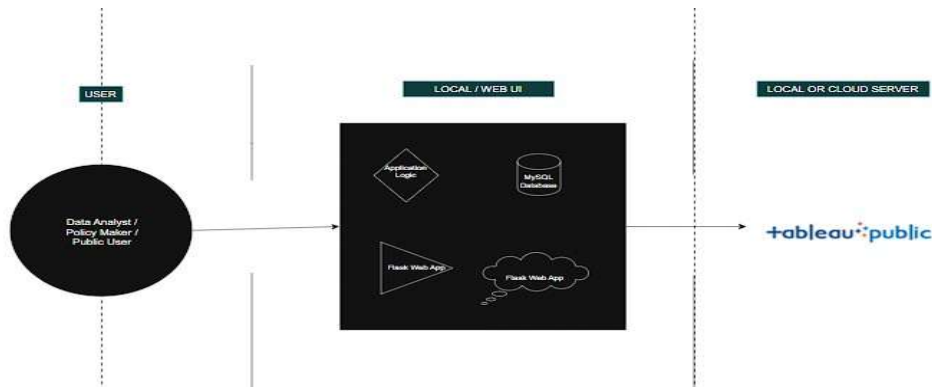 USER
LOCAL / WEB UI
LOCAL OR CLOUD SERVER
Application
Logic
MySQL
Database
Data Analyst /
Policy Maker /
Public User
Flask Web App
Flask Web App
+ableau public